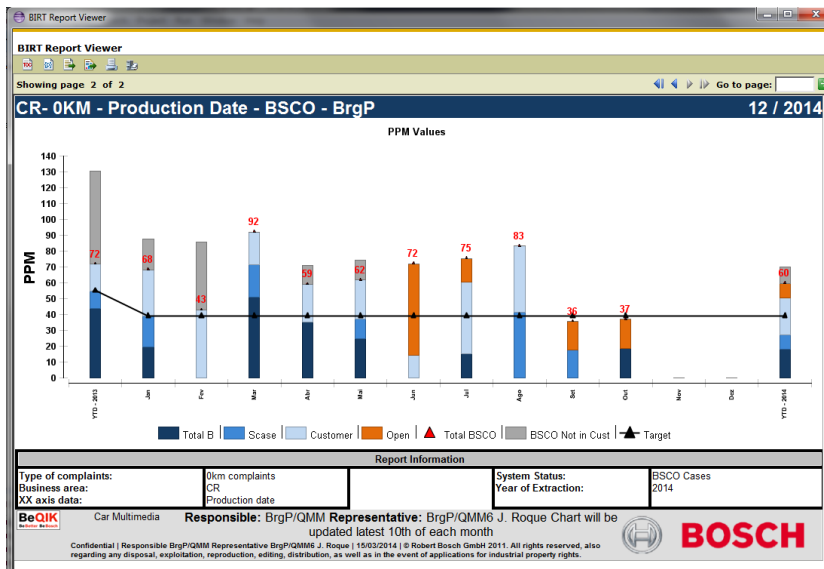 BIRT Report Viewer
BIRT Report Viewer
Showing page 2 of 2 Go to page:
CR- 0KM - Production Date - BSCO - BrgP 12 / 2014
PPM Values
PPM
140
130
120
110
100
90
80
70
60
50
40
30
20
10
0
72
68
43
92
59
62
72
75
83
36
37
60
YTD - 2013
Jan
Fev
Mar
Abr
Mai
Jun
Jul
Ago
Set
Out
Nov
Dez
YTD - 2014
Total B Scase Customer Open Total BSCO BSCO Not in Cust Target
Report Information
Type of complaints: 0km complaints System Status: BSCO Cases
Business area: CR Year of Extraction: 2014
XX axis data: Production date
BeQIK Car Multimedia Responsible: BrgP/QMM Representative: BrgP/QMM6 J. Roque Chart will be
Be Better. Be Bosch updated latest 10th of each month
BOSCH
Confidential | Responsible BrgP/QMM Representative BrgP/QMM6 J. Roque | 15/03/2014 | © Robert Bosch GmbH 2011. All rights reserved, also
regarding any disposal, exploitation, reproduction, editing, distribution, as well as in the event of applications for industrial property rights.